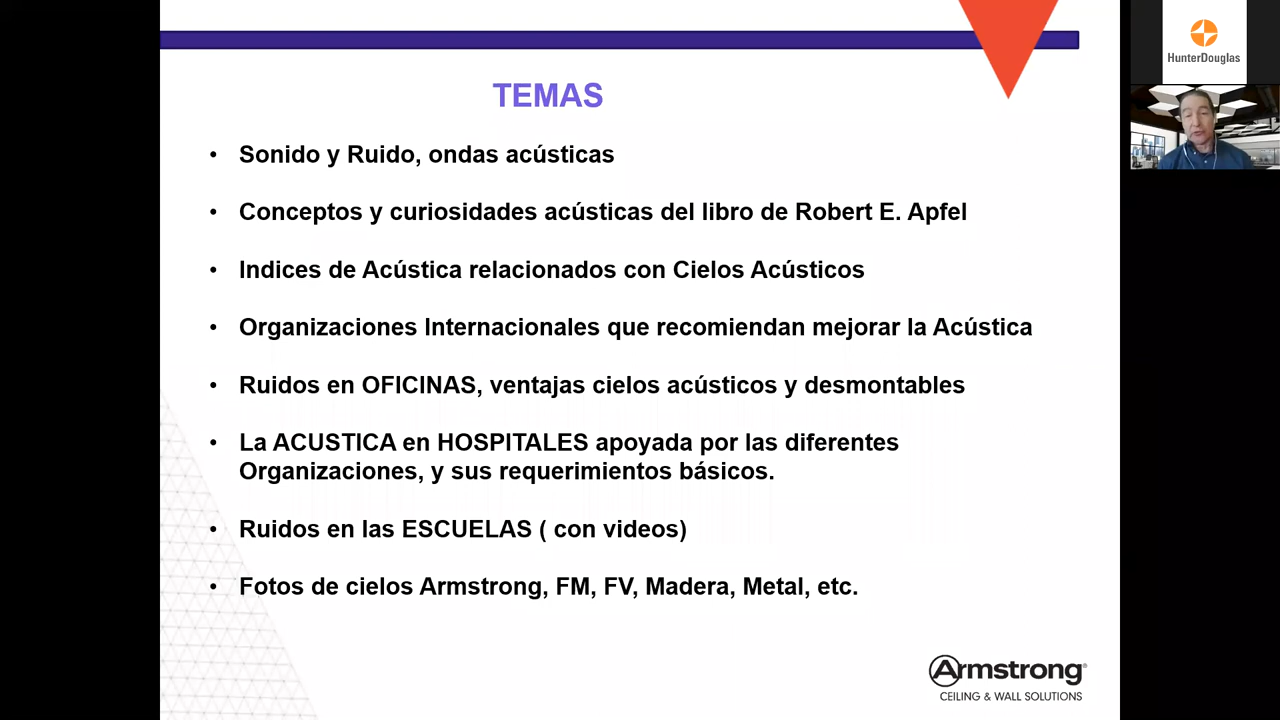 TEMAS
• Sonido y Ruido, ondas acústicas
• Conceptos y curiosidades acústicas del libro de Robert E. Apfel
• Indices de Acústica relacionados con Cielos Acústicos
• Organizaciones Internacionales que recomiendan mejorar la Acústica
• Ruidos en OFICINAS, ventajas cielos acústicos y desmontables
• La ACUSTICA en HOSPITALES apoyada por las diferentes
Organizaciones, y sus requerimientos básicos.
• Ruidos en las ESCUELAS ( con videos)
• Fotos de cielos Armstrong, FM, FV, Madera, Metal, etc.
Armstrong®
CEILING & WALL SOLUTIONS
HunterDouglas